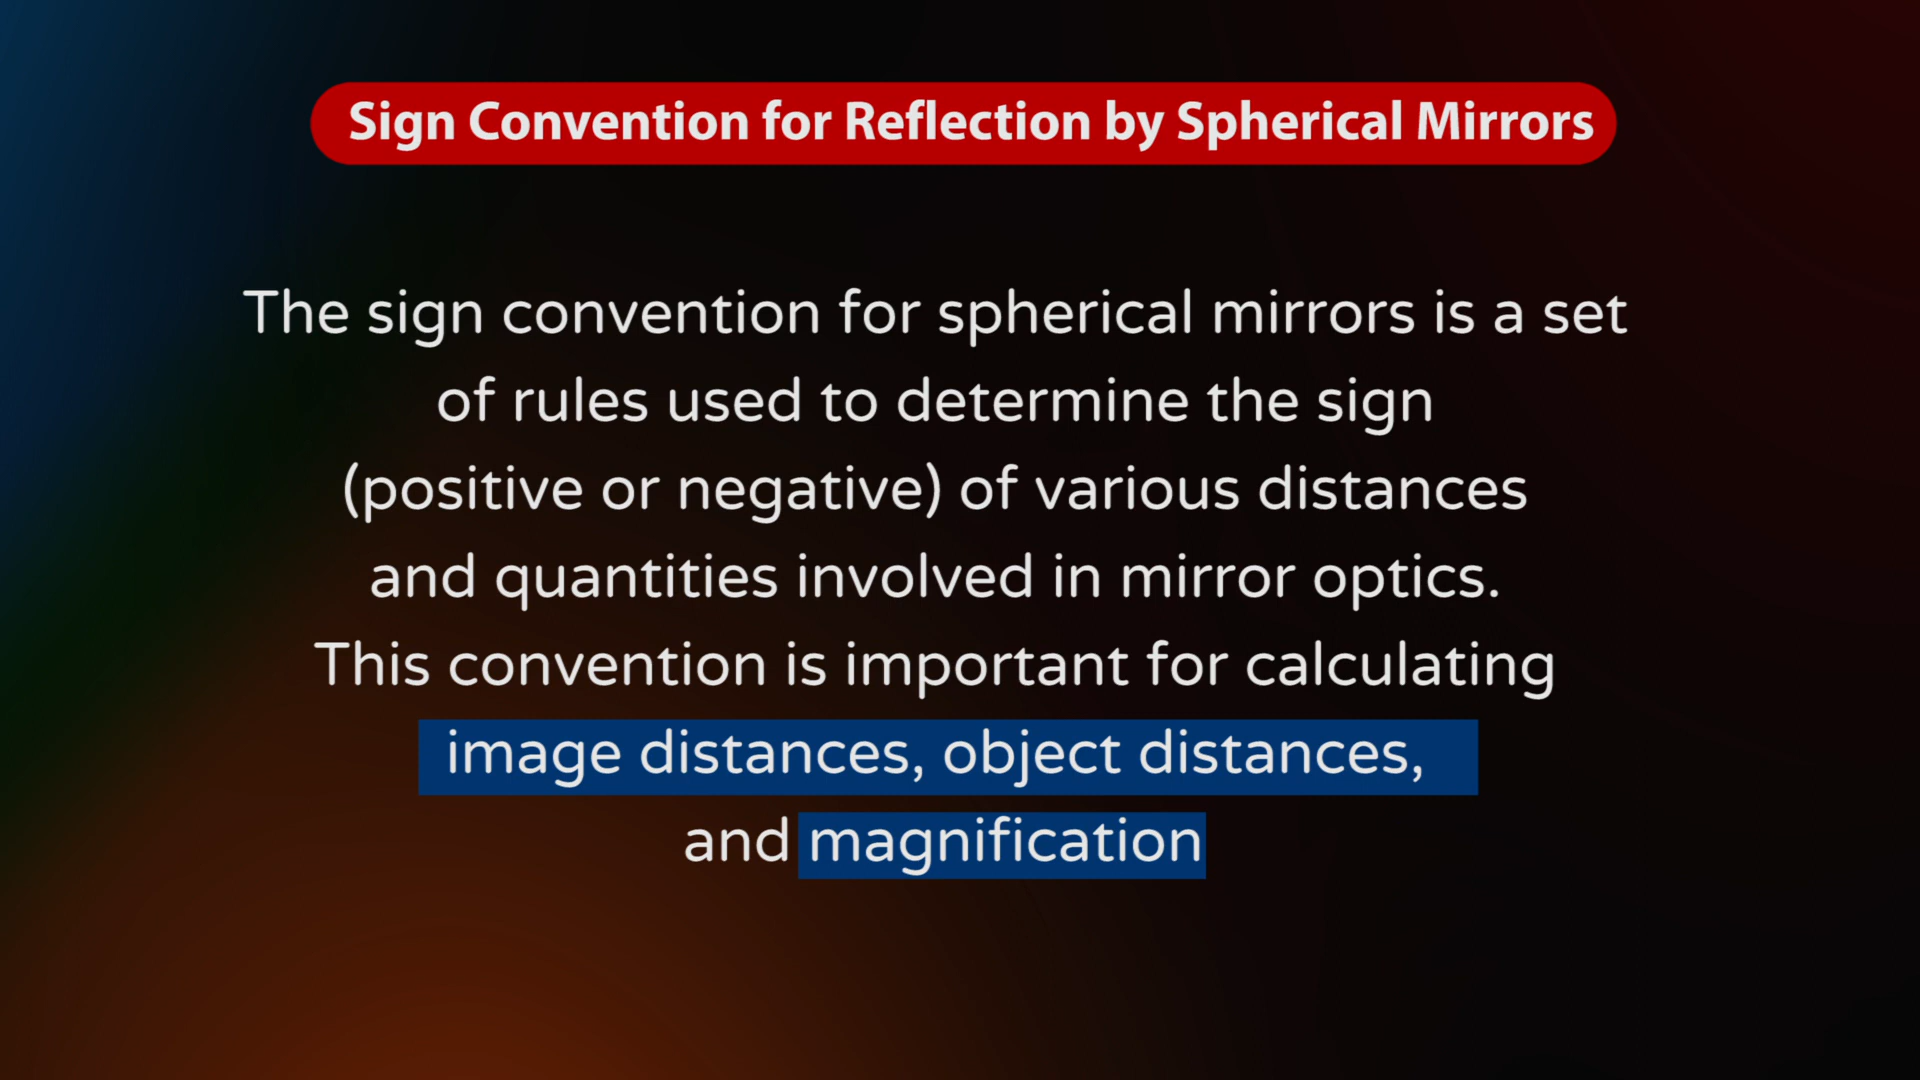 Sign Convention for Reflection by Spherical Mirrors
The sign convention for spherical mirrors is a set
of rules used to determine the sign
(positive or negative) of various distances
and quantities involved in mirror optics.
This convention is important for calculating
image distances, object distances,
and magnification